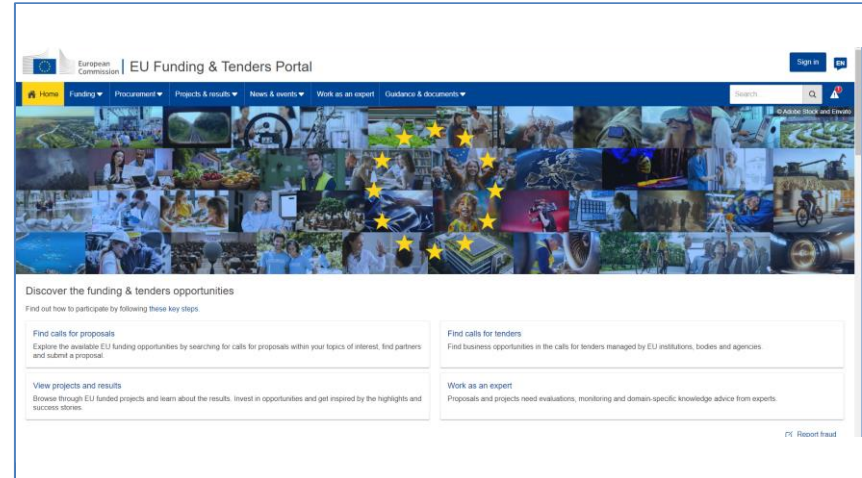 European
Commission
EU Funding & Tenders Portal
Sign in
EN
Home
Funding
Procurement
Projects & results
News & events
Work as an expert
Guidance & documents
Search
© Adobe Stock and Envato
Discover the funding & tenders opportunities
Find out how to participate by following these key steps.
Find calls for proposals
Explore the available EU funding opportunities by searching for calls for proposals within your topics of interest, find partners
and submit a proposal.
Find calls for tenders
Find business opportunities in the calls for tenders managed by EU institutions, bodies and agencies.
View projects and results
Browse through EU funded projects and learn about the results. Invest in opportunities and get inspired by the highlights and
success stories.
Work as an expert
Proposals and projects need evaluations, monitoring and domain-specific knowledge advice from experts.
Report fraud